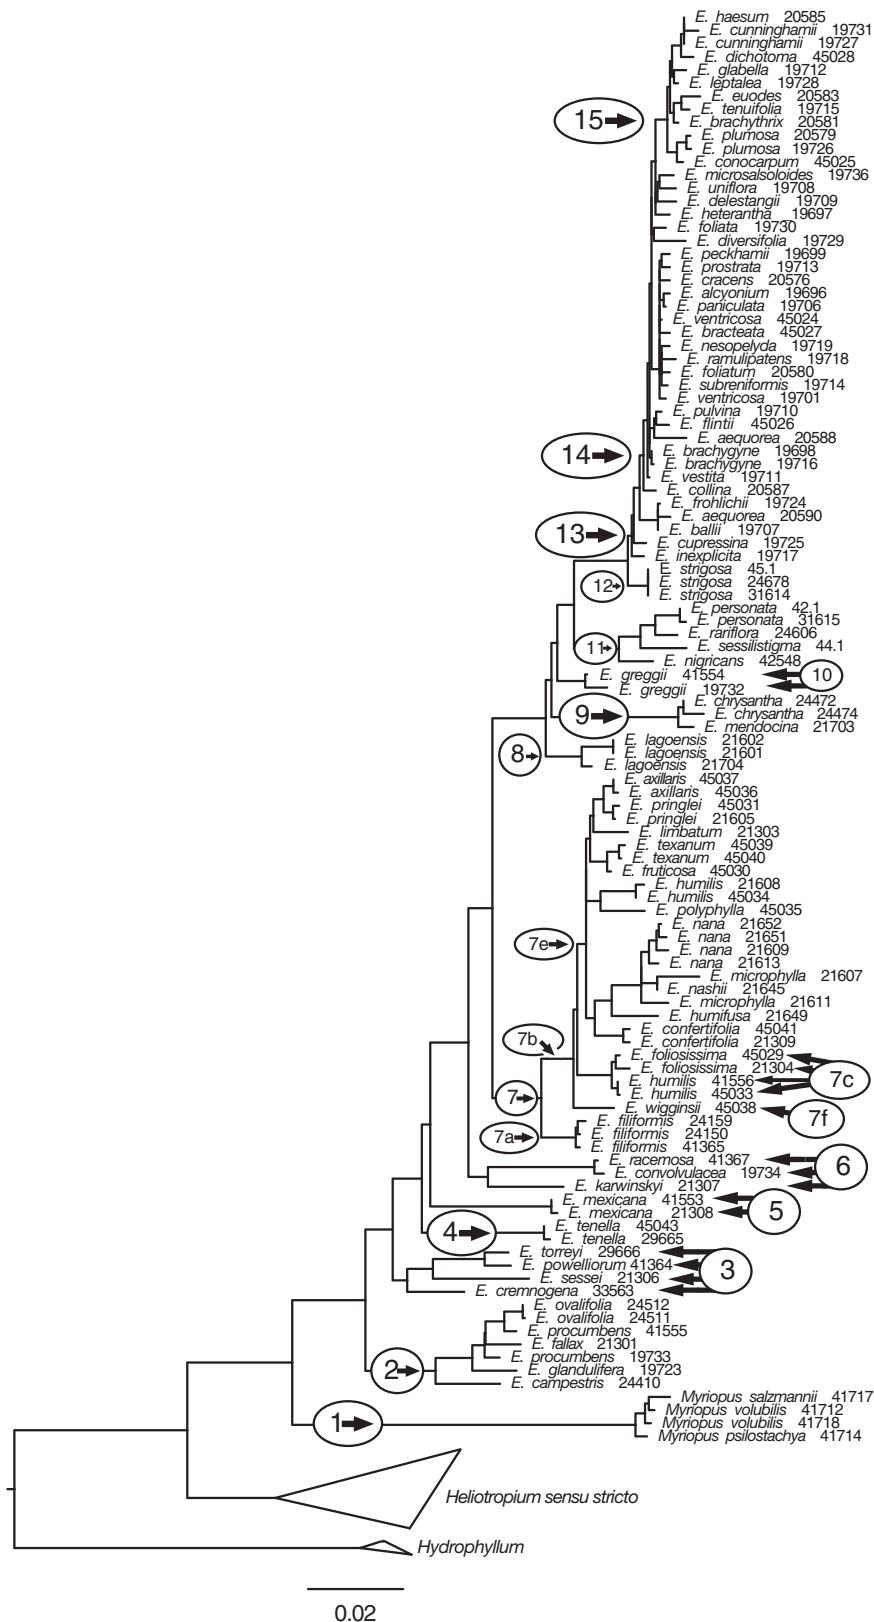 E. haesum 20585
E. cunninghamii 19731
E. cunninghamii 19727
E. dichotoma 45028
E. glabella 19712
E. leptalea 19728
E. euodes 20583
E. tenuifolia 19715
15
E. brachythrix 20581
E. plumosa 20579
E. plumosa 19726
E. conocarpum 45025
E. microsalsoloides 19736
E. uniflora 19708
E. delestangii 19709
E. heterantha 19697
E. foliata 19730
E. diversifolia 19729
E. peckhamii 19699
E. prostrata 19713
E. cracens 20576
E. alcyonium 19696
E. paniculata 19706
E. ventricosa 45024
E. bracteata 45027
E. nesopelyda 19719
E. ramulipatens 19718
E. foliatum 20580
E. subreniformis 19714
E. ventricosa 19701
E. pulvina 19710
E. flintii 45026
E. aequorea 20588
E. brachygyne 19698
14
E. brachygyne 19716
E. vestita 19711
E. collina 20587
E. frohlichii 19724
E. aequorea 20590
E. ballii 19707
13
E. cupressina 19725
E. inexplicita 19717
E. strigosa 45.1
12
E. strigosa 24678
E. strigosa 31614
E. personata 42.1
E. personata 31615
E. rariflora 24606
11
E. sessilistigma 44.1
E. nigricans 42548
E. greggii 41554
10
E. greggii 19732
E. chrysantha 24472
9
E. chrysantha 24474
E. mendocina 21703
E. lagoensis 21602
8
E. lagoensis 21601
E. lagoensis 21704
E. axillaris 45037
E. axillaris 45036
E. pringlei 45031
E. pringlei 21605
E. limbatum 21303
E. texanum 45039
E. texanum 45040
E. fruticosa 45030
E. humilis 21608
E. humilis 45034
E. polyphylla 45035
E. nana 21652
E. nana 21651
7e
E. nana 21609
E. nana 21613
E. microphylla 21607
E. nashii 21645
E. microphylla 21611
E. humifusa 21649
E. confertifolia 45041
7b
E. confertifolia 21309
E. foliosissima 45029
E. foliosissima 21304
7c
E. humilis 41556
E. humilis 45033
7
E. wigginsii 45038
7f
E. filiformis 24159
7a
E. filiformis 24150
E. filiformis 41365
E. racemosa 41367
6
E. convolvulacea 19734
E. karwinskyi 21307
E. mexicana 41553
5
E. mexicana 21308
4
E. tenella 45043
E. tenella 29665
E. torreyi 29666
E. powelliorum 41364
3
E. sessei 21306
E. cremnogena 33563
E. ovalifolia 24512
E. ovalifolia 24511
E. procumbens 41555
E. fallax 21301
E. procumbens 19733
2
E. glandulifera 19723
E. campestris 24410
Myriopus salzmannii 41717
Myriopus volubilis 41712
1
Myriopus volubilis 41718
Myriopus psilostachya 41714
Heliotropium sensu stricto
Hydrophyllum
0.02